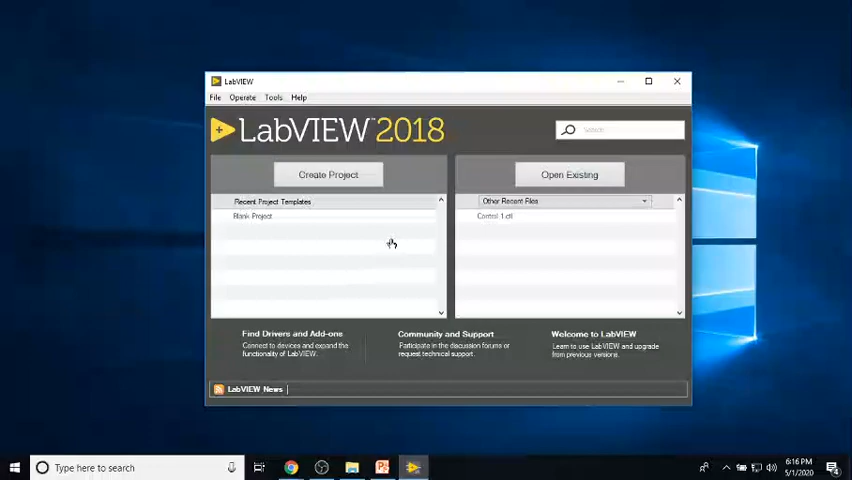 LabVIEW
File Operate Tools Help
LabVIEW™ 2018
Search
Create Project
Open Existing
Recent Project Templates
Other Recent Files
Blank Project
Control 1.ctl
Find Drivers and Add-ons
Connect to devices and expand the
functionality of LabVIEW.
Community and Support
Participate in the discussion forums or
request technical support.
Welcome to LabVIEW
Learn to use LabVIEW and upgrade
from previous versions.
LabVIEW News
Type here to search
6:16 PM
5/1/2020
4